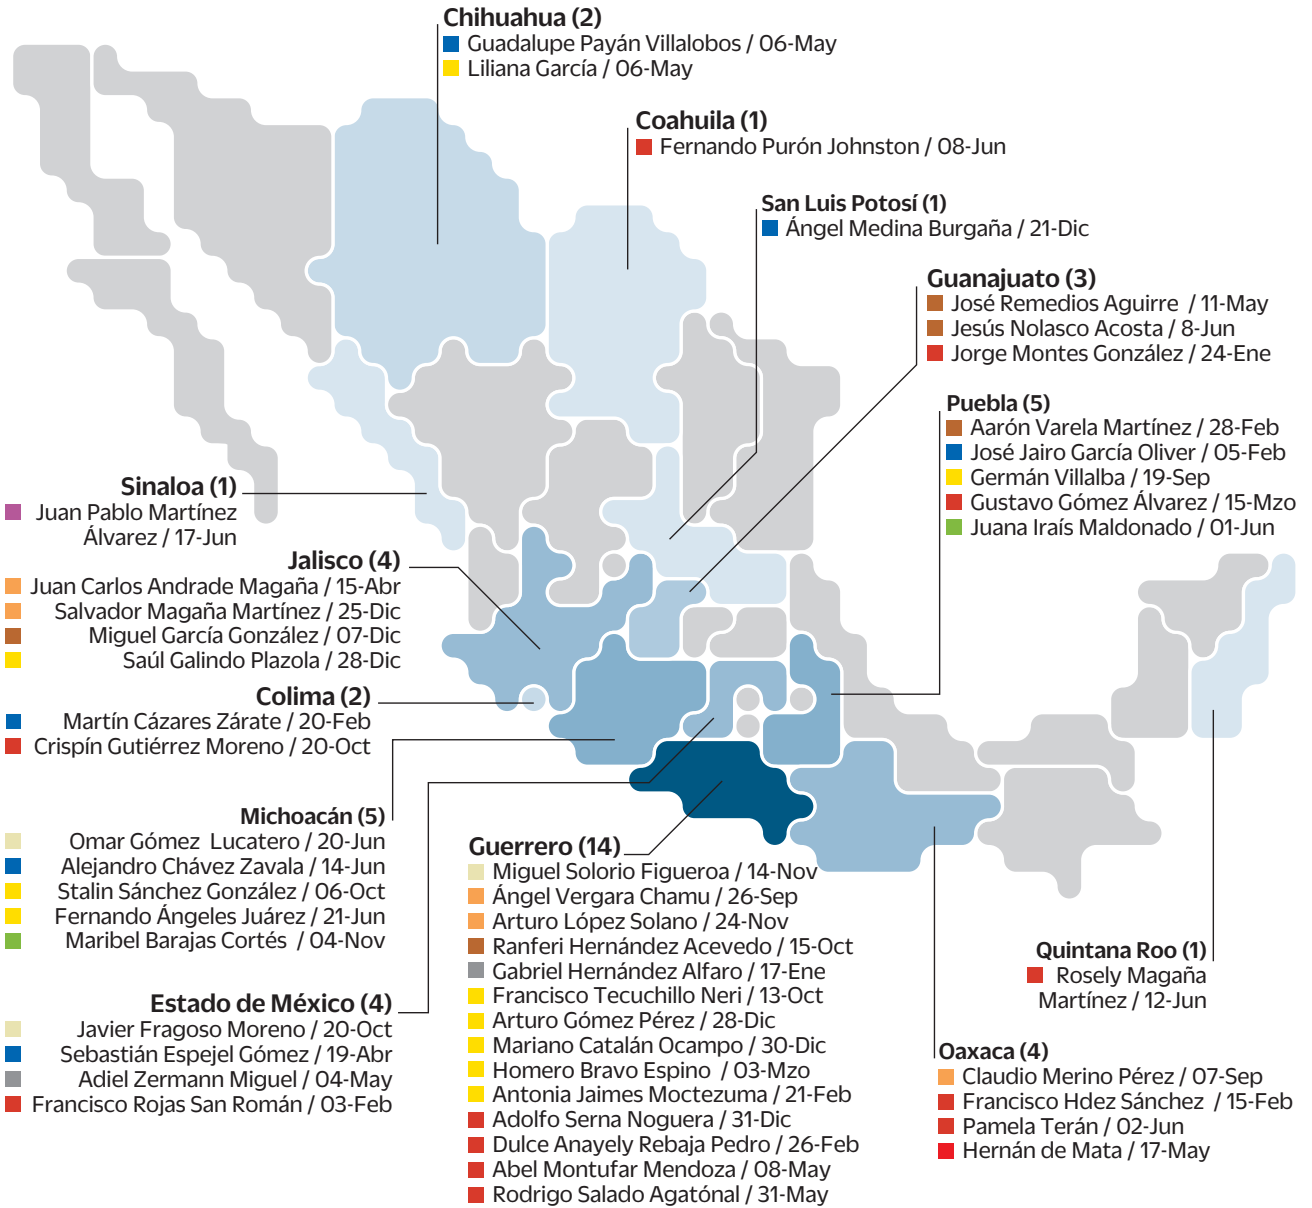 Chihuahua (2)
Guadalupe Payán Villalobos / 06-May
Liliana García / 06-May
Coahuila (1)
Fernando Purón Johnston / 08-Jun
San Luis Potosí (1)
Ángel Medina Burgaña / 21-Dic
Guanajuato (3)
José Remedios Aguirre / 11-May
Jesús Nolasco Acosta / 8-Jun
Jorge Montes González / 24-Ene
Puebla (5)
Aarón Varela Martínez / 28-Feb
José Jairo García Oliver / 05-Feb
Germán Villalba / 19-Sep
Gustavo Gómez Álvarez / 15-Mzo
Juana Iraís Maldonado / 01-Jun
Sinaloa (1)
Juan Pablo Martínez
Álvarez / 17-Jun
Jalisco (4)
Juan Carlos Andrade Magaña / 15-Abr
Salvador Magaña Martínez / 25-Dic
Miguel García González / 07-Dic
Saúl Galindo Plazola / 28-Dic
Colima (2)
Martín Cázares Zárate / 20-Feb
Crispín Gutiérrez Moreno / 20-Oct
Michoacán (5)
Omar Gómez Lucatero / 20-Jun
Alejandro Chávez Zavala / 14-Jun
Stalin Sánchez González / 06-Oct
Fernando Ángeles Juárez / 21-Jun
Maribel Barajas Cortés / 04-Nov
Estado de México (4)
Javier Fragoso Moreno / 20-Oct
Sebastián Espejel Gómez / 19-Abr
Adiel Zermann Miguel / 04-May
Francisco Rojas San Román / 03-Feb
Guerrero (14)
Miguel Solorio Figueroa / 14-Nov
Ángel Vergara Chamu / 26-Sep
Arturo López Solano / 24-Nov
Ranferi Hernández Acevedo / 15-Oct
Gabriel Hernández Alfaro / 17-Ene
Francisco Tecuchillo Neri / 13-Oct
Arturo Gómez Pérez / 28-Dic
Mariano Catalán Ocampo / 30-Dic
Homero Bravo Espino / 03-Mzo
Antonia Jaimes Moctezuma / 21-Feb
Adolfo Serna Noguera / 31-Dic
Dulce Anayely Rebaja Pedro / 26-Feb
Abel Montufar Mendoza / 08-May
Rodrigo Salado Agatónal / 31-May
Quintana Roo (1)
Rosely Magaña
Martínez / 12-Jun
Oaxaca (4)
Claudio Merino Pérez / 07-Sep
Francisco Hdez Sánchez / 15-Feb
Pamela Terán / 02-Jun
Hernán de Mata / 17-May